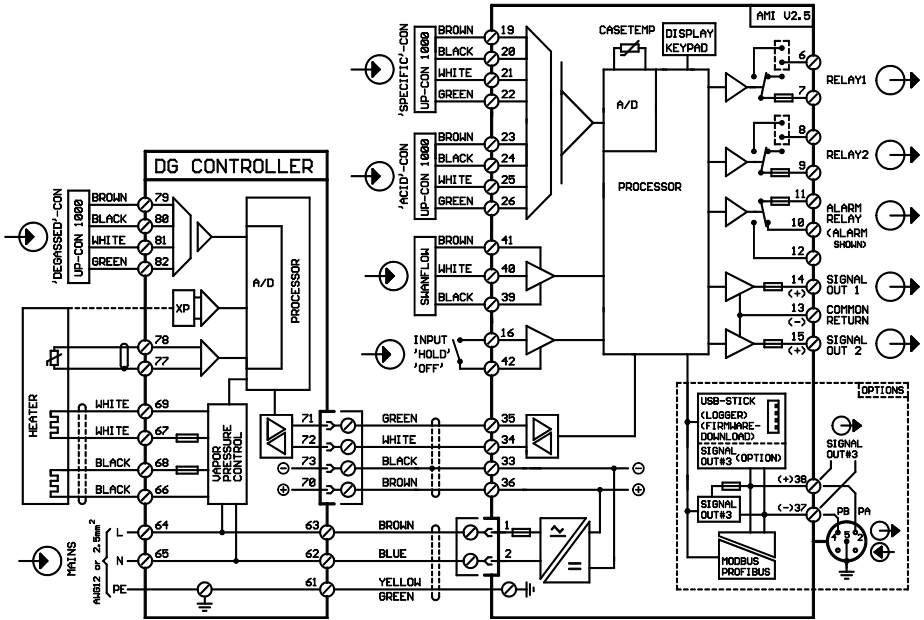 AMI V2.5
'SPECIFIC'-CON
UP-CON 1000
BROWN 19
BLACK 20
WHITE 21
GREEN 22
'ACID'-CON
UP-CON 1000
BROWN 23
BLACK 24
WHITE 25
GREEN 26
SWANFLOW
BROWN 41
WHITE 40
BLACK 39
INPUT
'HOLD'
'OFF'
16
42
CASETEMP
DISPLAY
KEYPAD
A/D
PROCESSOR
6
7
RELAY1
8
9
RELAY2
11
10
12
ALARM
RELAY
(ALARM
SHOWN)
14
(+)
SIGNAL
OUT 1
13
(-)
COMMON
RETURN
15
(+)
SIGNAL
OUT 2
DG CONTROLLER
'DEGASSED'-CON
UP-CON 1000
BROWN 79
BLACK 80
WHITE 81
GREEN 82
A/D
PROCESSOR
XP
78
77
HEATER
WHITE 69
WHITE 67
BLACK 68
BLACK 66
VAPOR
PRESSURE
CONTROL
71 GREEN 35
72 WHITE 34
⊖ 73 BLACK 33 ⊖
⊕ 70 BROWN 36 ⊕
MAINS
AWG12 or 2.5mm²
L 64 63 BROWN 1
N 65 62 BLUE 2
PE 61 YELLOW
GREEN
~
=
OPTIONS
USB-STICK
(LOGGER)
(FIRMWARE-
DOWNLOAD)
SIGNAL
OUT#3 (OPTION)
SIGNAL
OUT#3
SIGNAL
OUT#3
(+)38
(-)37
PB PA
4 5 2
MODBUS
PROFIBUS